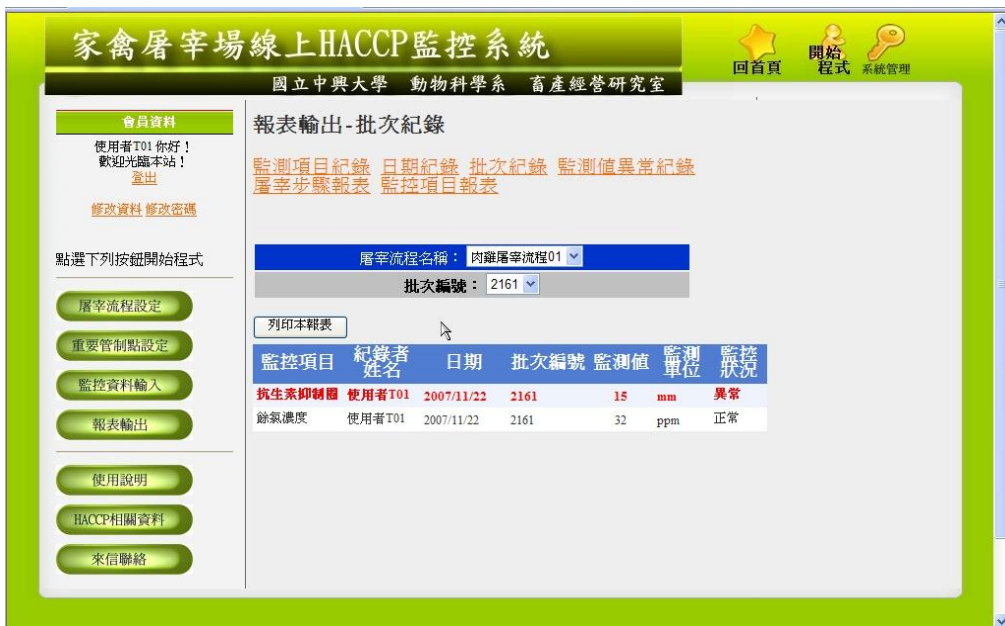 家禽屠宰場線上HACCP監控系統
國立中興大學 動物科學系 畜產經營研究室
回首頁
開始程式
系統管理
會員資料
使用者T01 你好！
歡迎光臨本站！
登出
修改資料 修改密碼
點選下列按鈕開始程式
屠宰流程設定
重要管制點設定
監控資料輸入
報表輸出
使用說明
HACCP相關資料
來信聯絡
報表輸出-批次紀錄
監測項目紀錄 日期紀錄 批次紀錄 監測值異常紀錄
屠宰步驟報表 監控項目報表
屠宰流程名稱： 肉雞屠宰流程01
批次編號： 2161
列印本報表
監控項目 紀錄者姓名 日期 批次編號 監測值 監測單位 監控狀況
抗生素抑制圈 使用者T01 2007/11/22 2161 15 mm 異常
餘氯濃度 使用者T01 2007/11/22 2161 32 ppm 正常